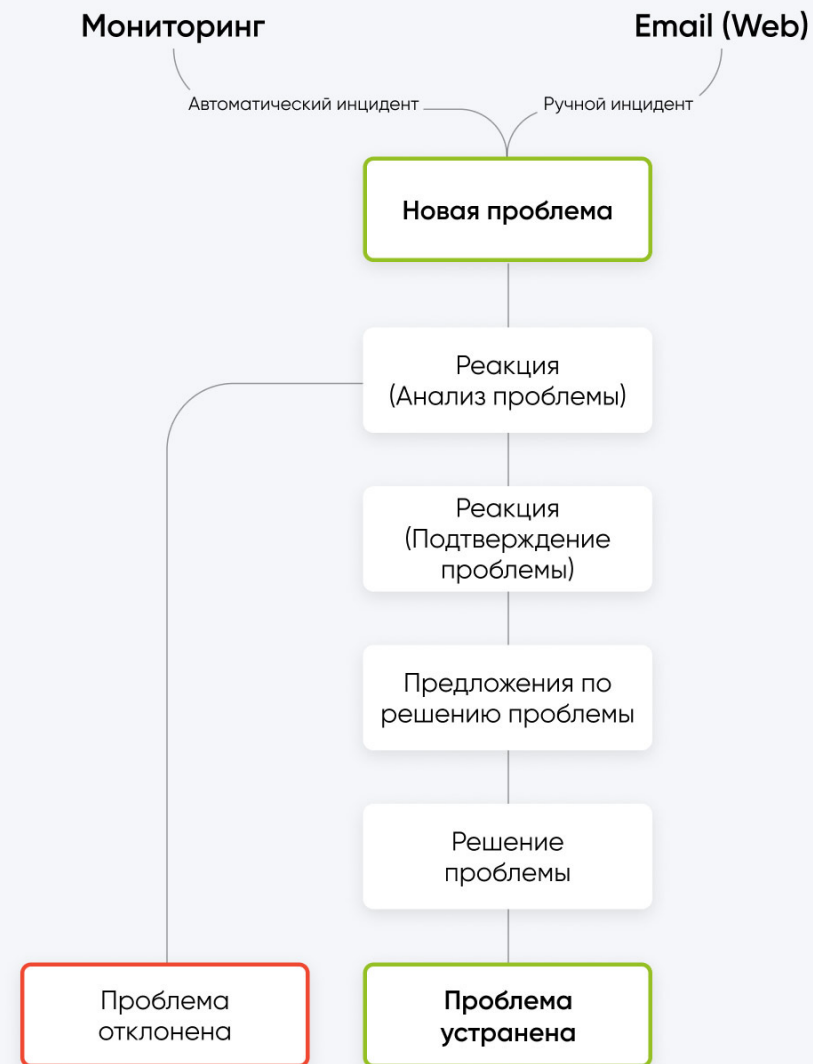 Мониторинг
Email (Web)
Автоматический инцидент
Ручной инцидент
Новая проблема
Реакция
(Анализ проблемы)
Реакция
(Подтверждение
проблемы)
Предложения по
решению проблемы
Решение
проблемы
Проблема
отклонена
Проблема
устранена